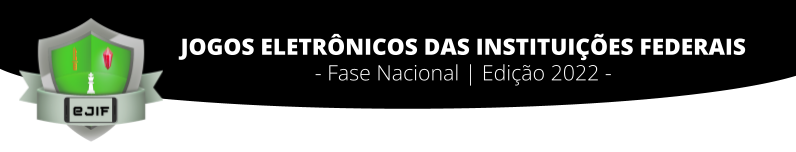 JOGOS ELETRÔNICOS DAS INSTITUIÇÕES FEDERAIS
- Fase Nacional | Edição 2022 -
eJIF